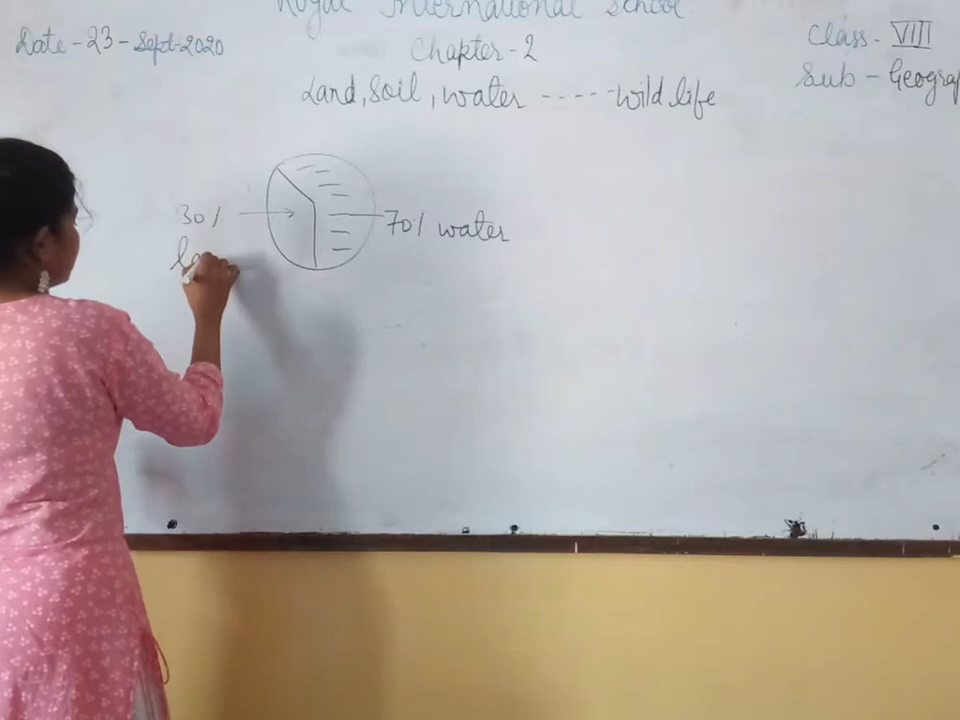 Royal International School
Date - 23 - Sept - 2020
Chapter - 2
Class - VIII
Land, Soil, water ----- wild life
Sub - Geograp
30%
70% water